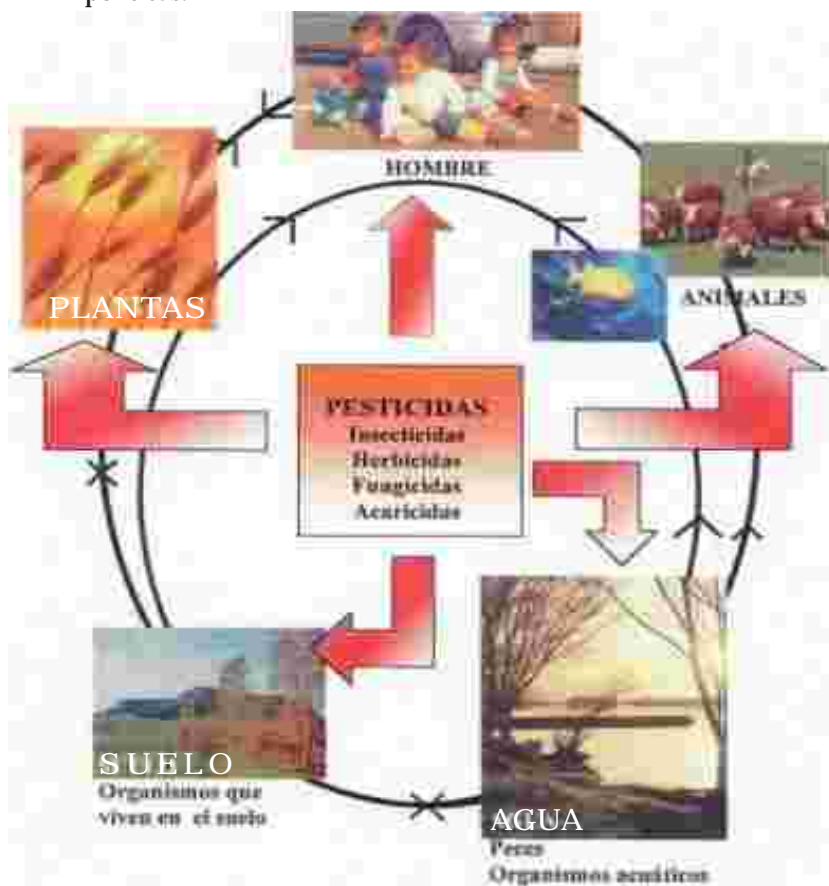 HOMBRE
PLANTAS
ANIMALES
PESTICIDAS
Insecticidas
Herbicidas
Fungicidas
Acaricidas
SUELO
Organismos que
viven en el suelo
AGUA
Peces
Organismos acuáticos